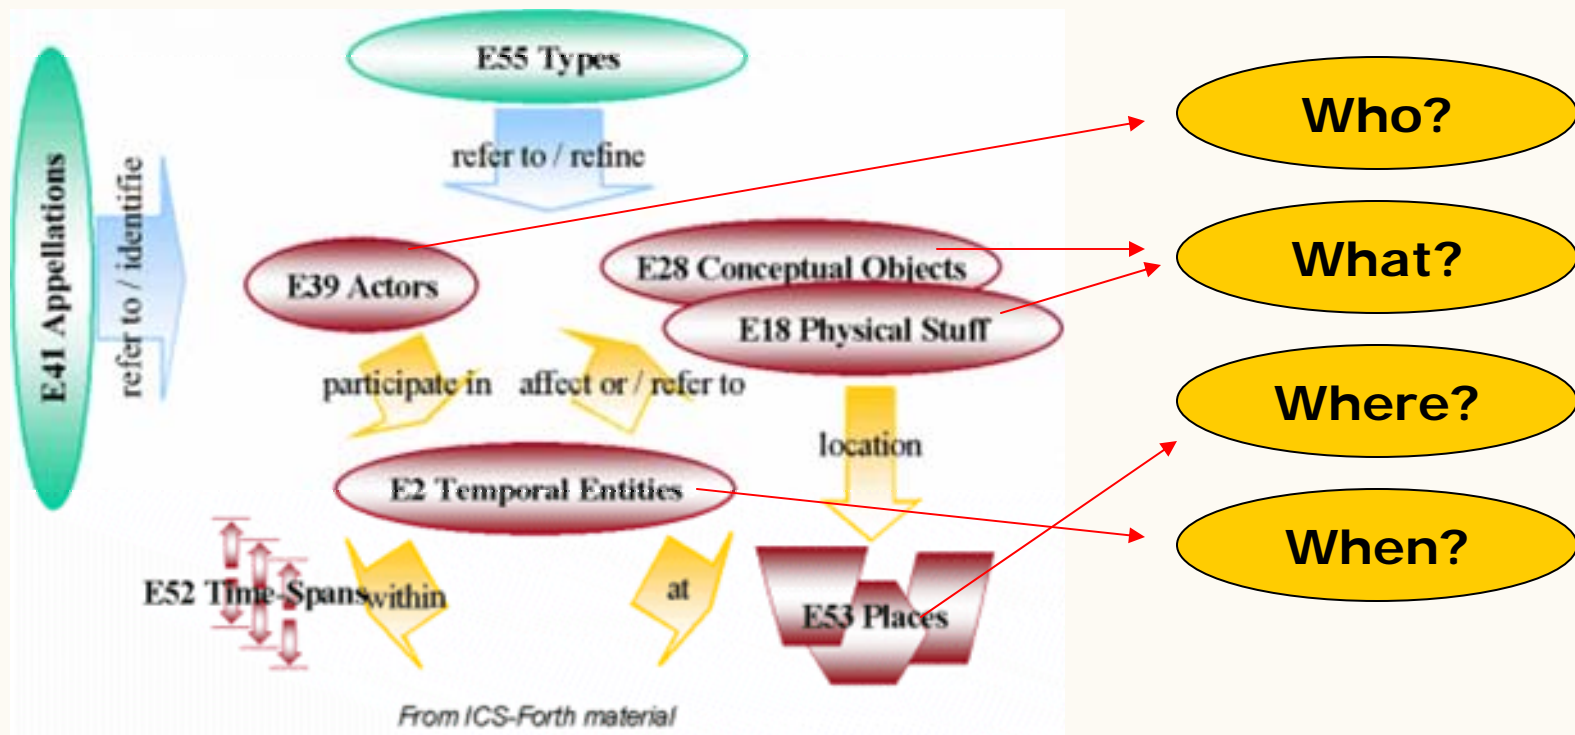 E55 Types
refer to / refine
E41 Appellations
refer to / identifie
E39 Actors
E28 Conceptual Objects
E18 Physical Stuff
participate in
affect or / refer to
location
E2 Temporal Entities
E52 Time-Spans
within
at
E53 Places
From ICS-Forth material
Who?
What?
Where?
When?